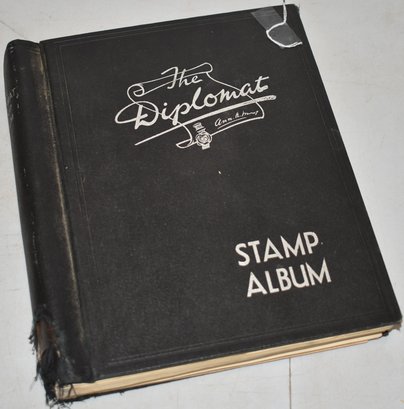 The
Diplomat
STAMP
ALBUM